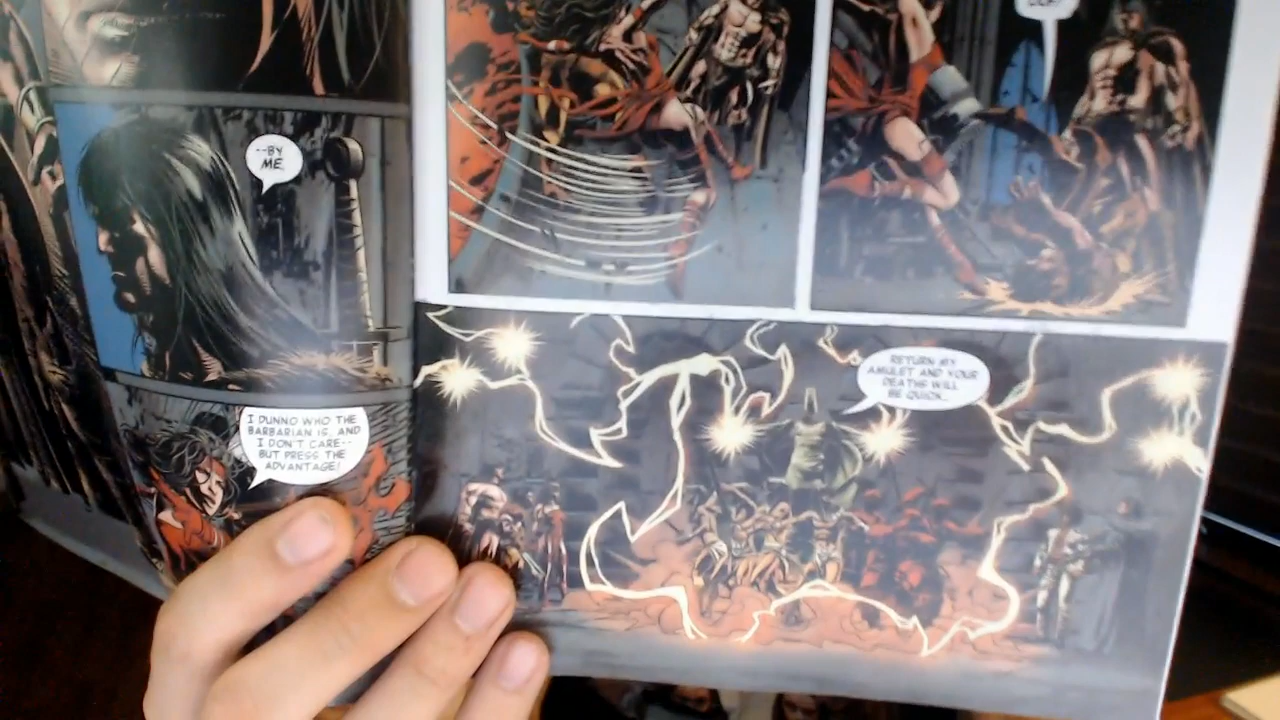 --BY
ME.
I DUNNO WHO THE
BARBARIAN IS, AND
I DON'T CARE--
BUT PRESS THE
ADVANTAGE!
RETURN MY
AMULET AND YOUR
DEATHS WILL
BE QUICK.